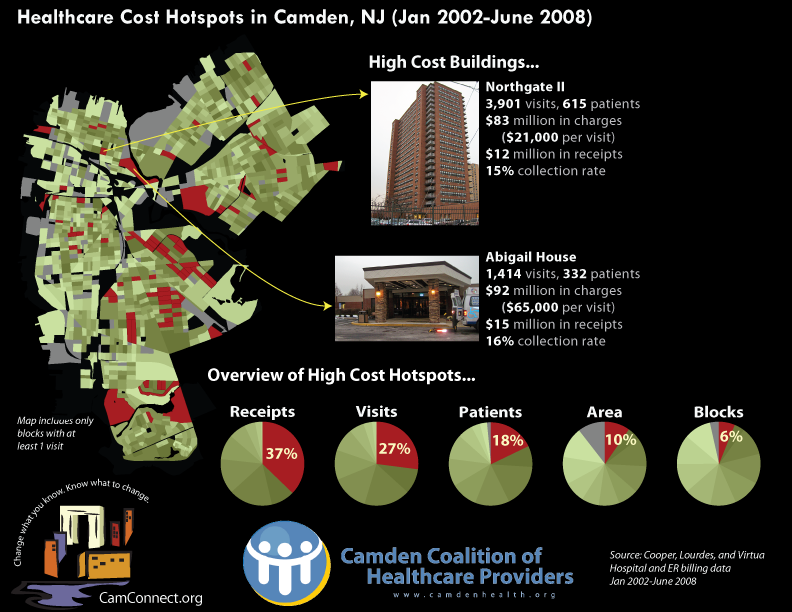 Healthcare Cost Hotspots in Camden, NJ (Jan 2002-June 2008)
High Cost Buildings...
Northgate II
3,901 visits, 615 patients
$83 million in charges
($21,000 per visit)
$12 million in receipts
15% collection rate
Abigail House
1,414 visits, 332 patients
$92 million in charges
($65,000 per visit)
$15 million in receipts
16% collection rate
Overview of High Cost Hotspots...
Receipts
Visits
Patients
Area
Blocks
37%
27%
18%
10%
6%
Map includes only
blocks with at
least 1 visit
Change what you know. Know what to change.
CamConnect.org
Camden Coalition of
Healthcare Providers
www.camdenhealth.org
Source: Cooper, Lourdes, and Virtua
Hospital and ER billing data
Jan 2002-June 2008